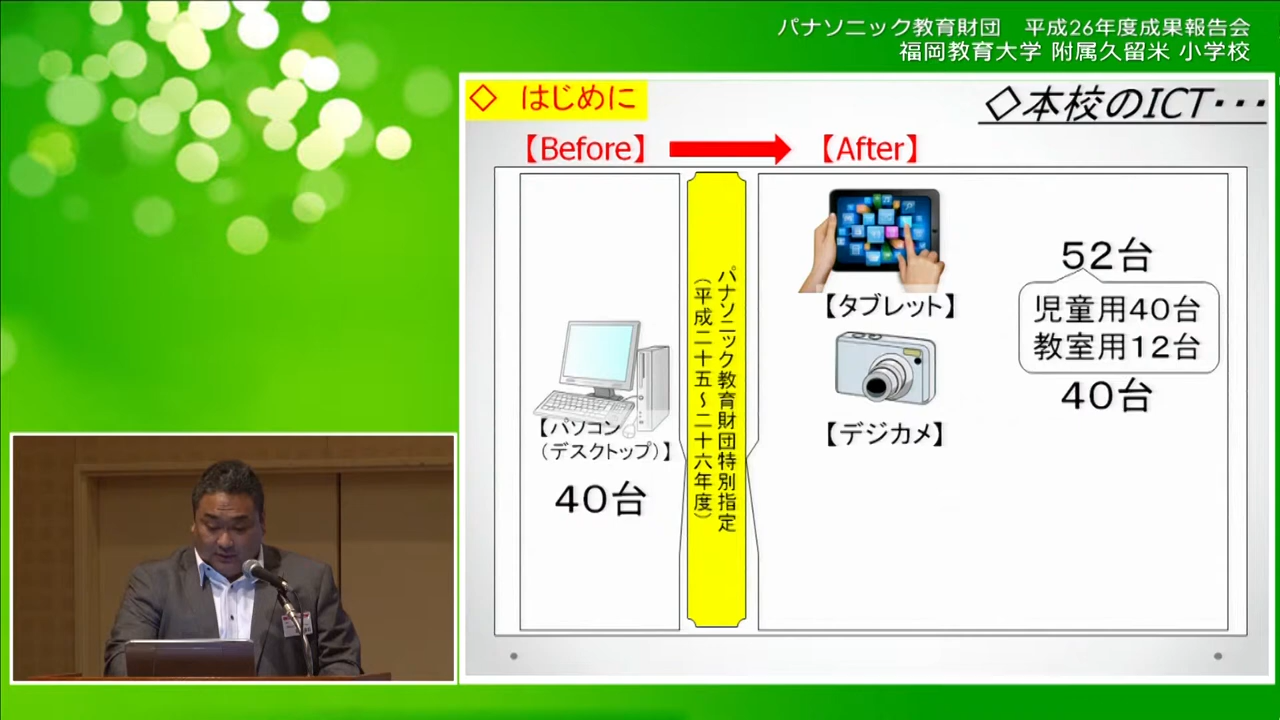 パナソニック教育財団　平成26年度成果報告会
福岡教育大学 附属久留米 小学校
◇　はじめに
◇本校のICT・・・
【Before】
【After】
パナソニック教育財団特別指定
（平成二十五～二十六年度）
【パソコン
（デスクトップ）】
40台
【タブレット】
52台
児童用40台
教室用12台
【デジカメ】
40台